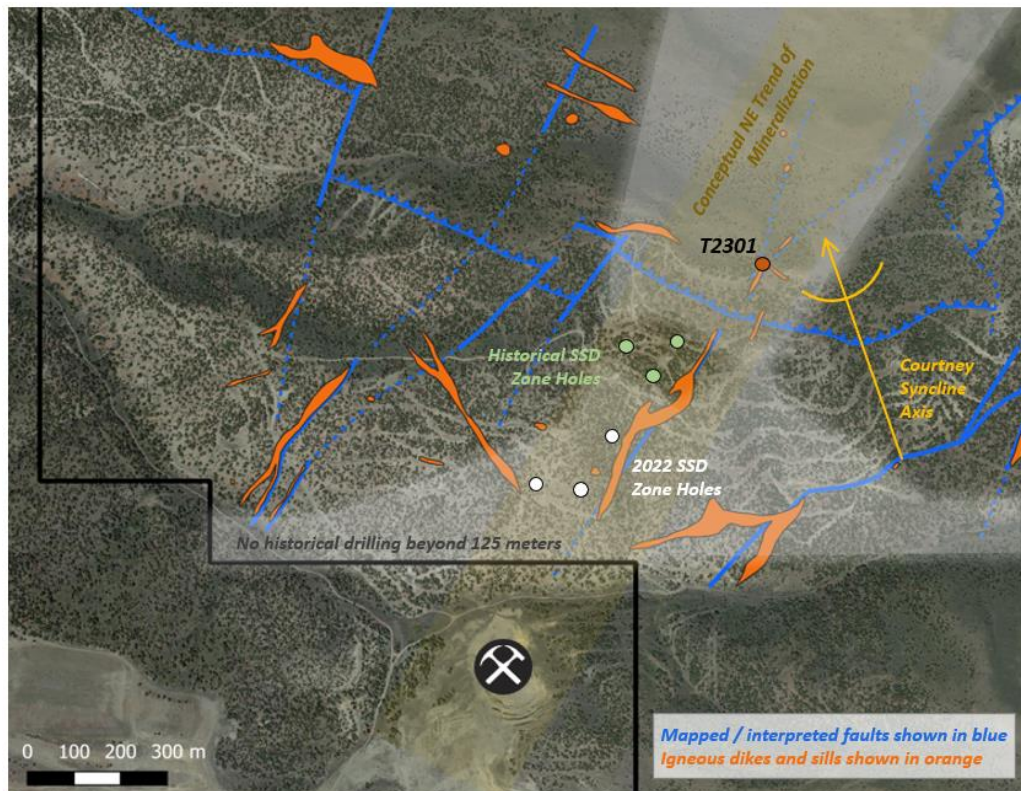 Conceptual NE Trend of
Mineralization
T2301
Historical SSD
Zone Holes
Courtney
Syncline
Axis
2022 SSD
Zone Holes
No historical drilling beyond 125 meters
0 100 200 300 m
Mapped / interpreted faults shown in blue
Igneous dikes and sills shown in orange